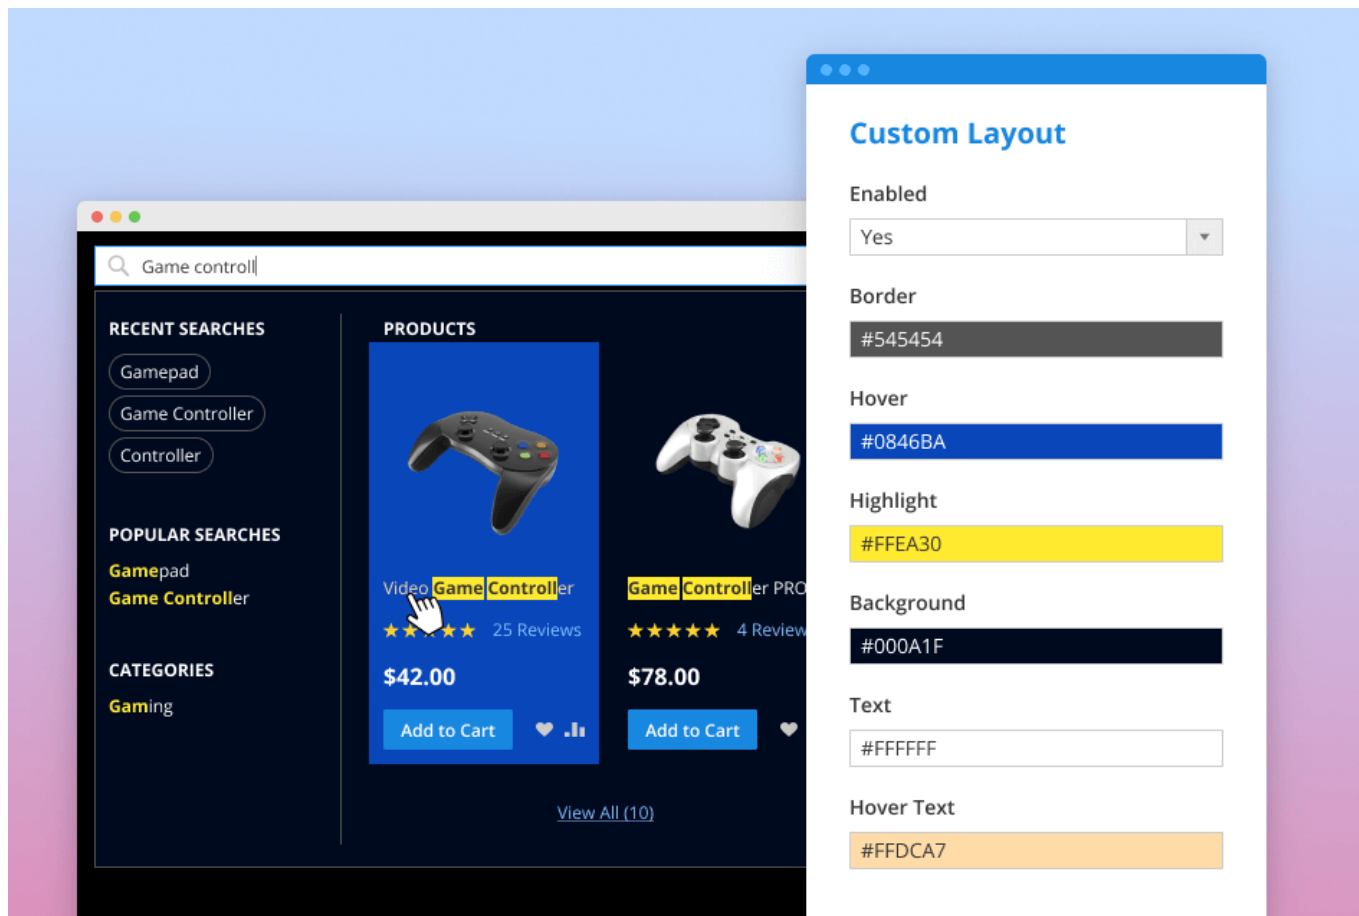 Game controll
RECENT SEARCHES
Gamepad
Game Controller
Controller
POPULAR SEARCHES
Gamepad
Game Controller
CATEGORIES
Gaming
PRODUCTS
Video Game Controller
25 Reviews
$42.00
Add to Cart
Game Controller PRO
4 Review
$78.00
Add to Cart
View All (10)
Custom Layout
Enabled
Yes
Border
#545454
Hover
#0846BA
Highlight
#FFEA30
Background
#000A1F
Text
#FFFFFF
Hover Text
#FFDCA7